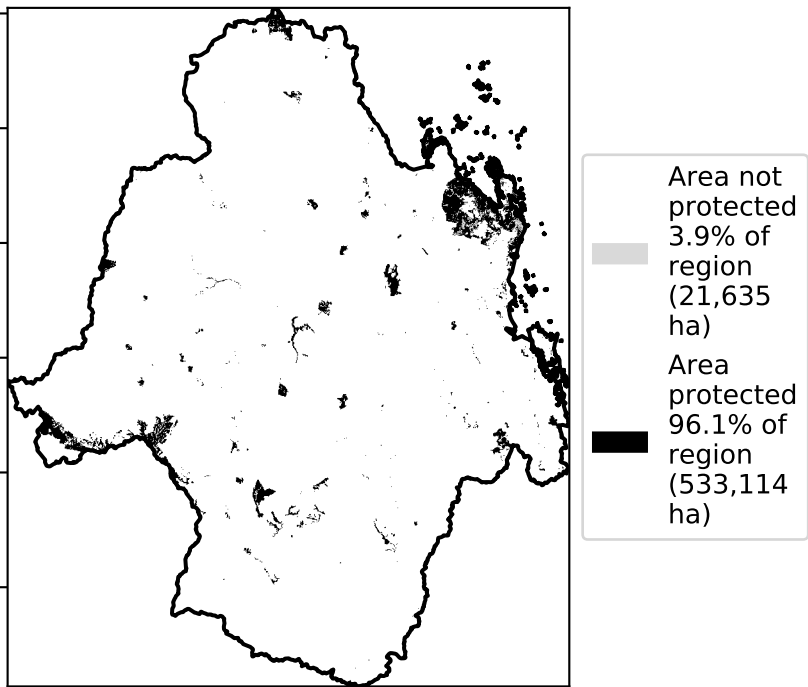 Area not
protected
3.9% of
region
(21,635
ha)
Area
protected
96.1% of
region
(533,114
ha)